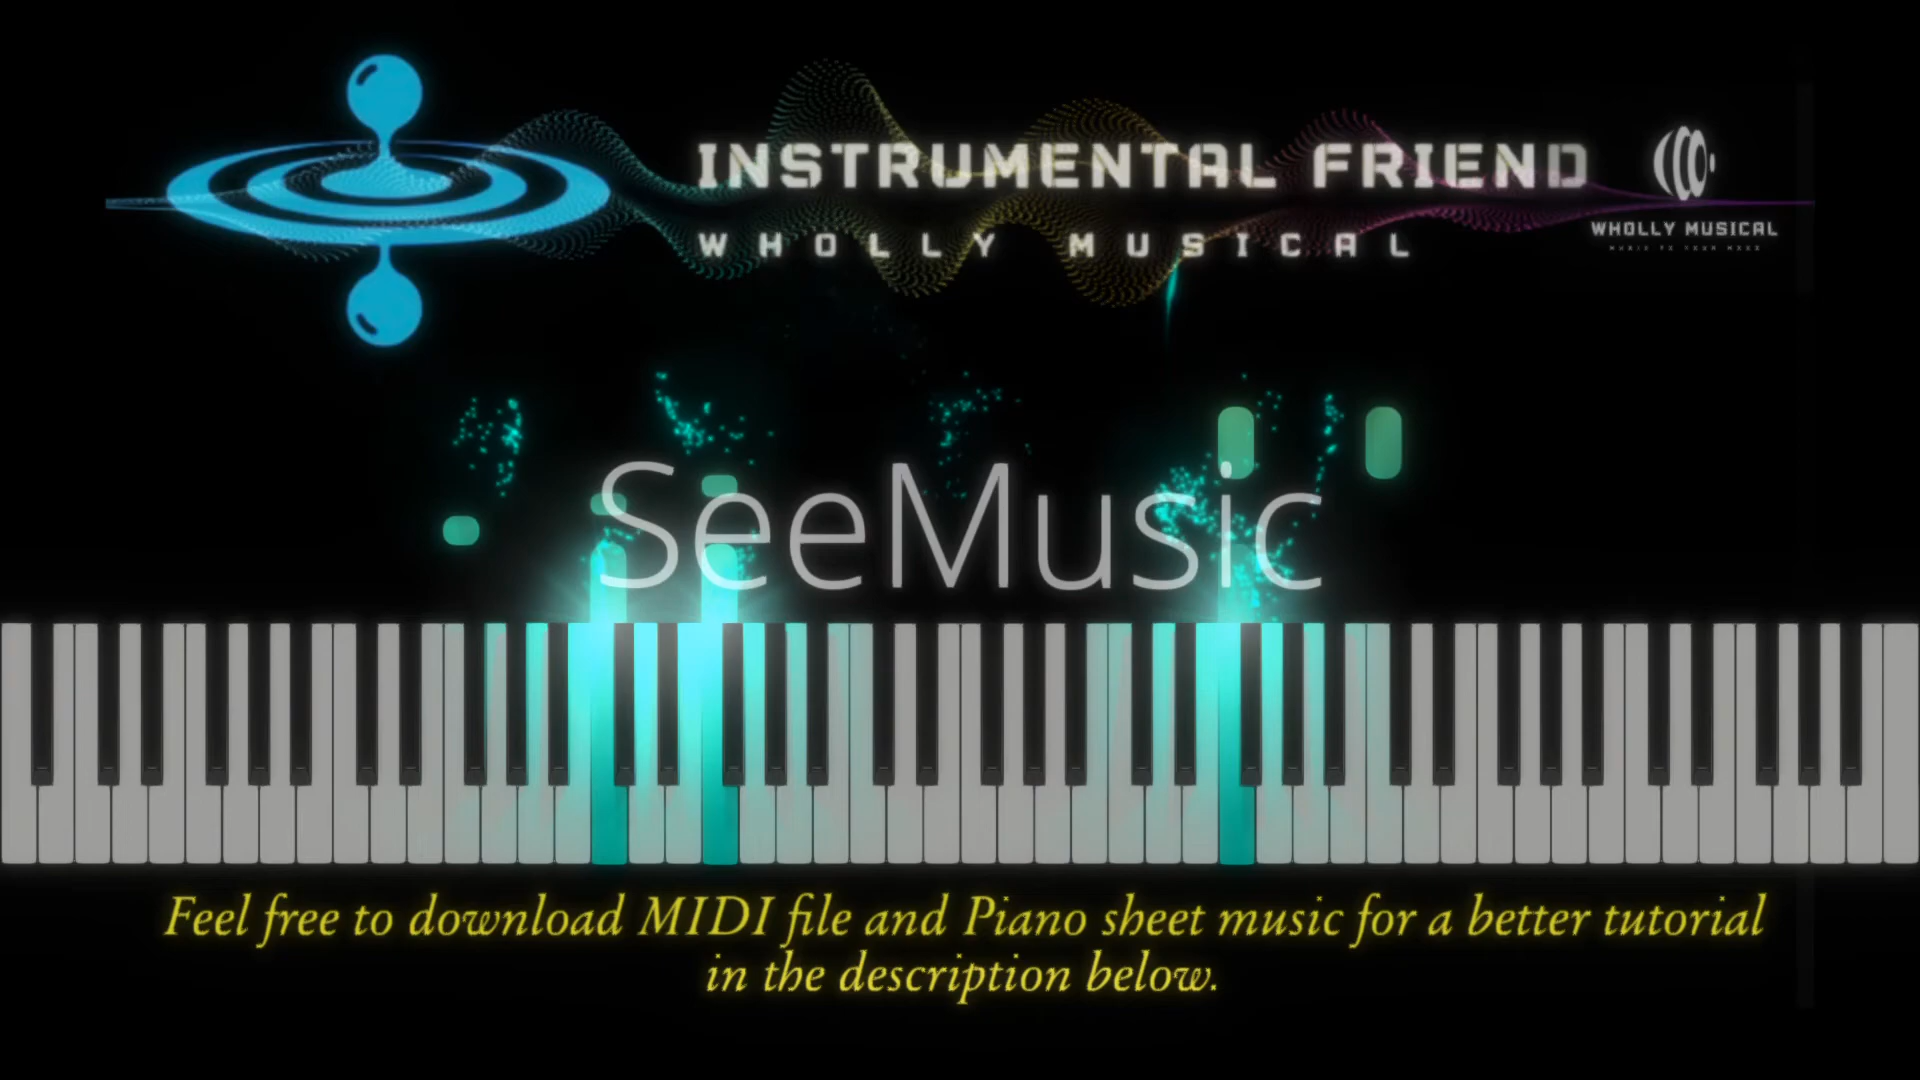 INSTRUMENTAL FRIEND
WHOLLY MUSICAL
WHOLLY MUSICAL
SeeMusic
Feel free to download MIDI file and Piano sheet music for a better tutorial
in the description below.